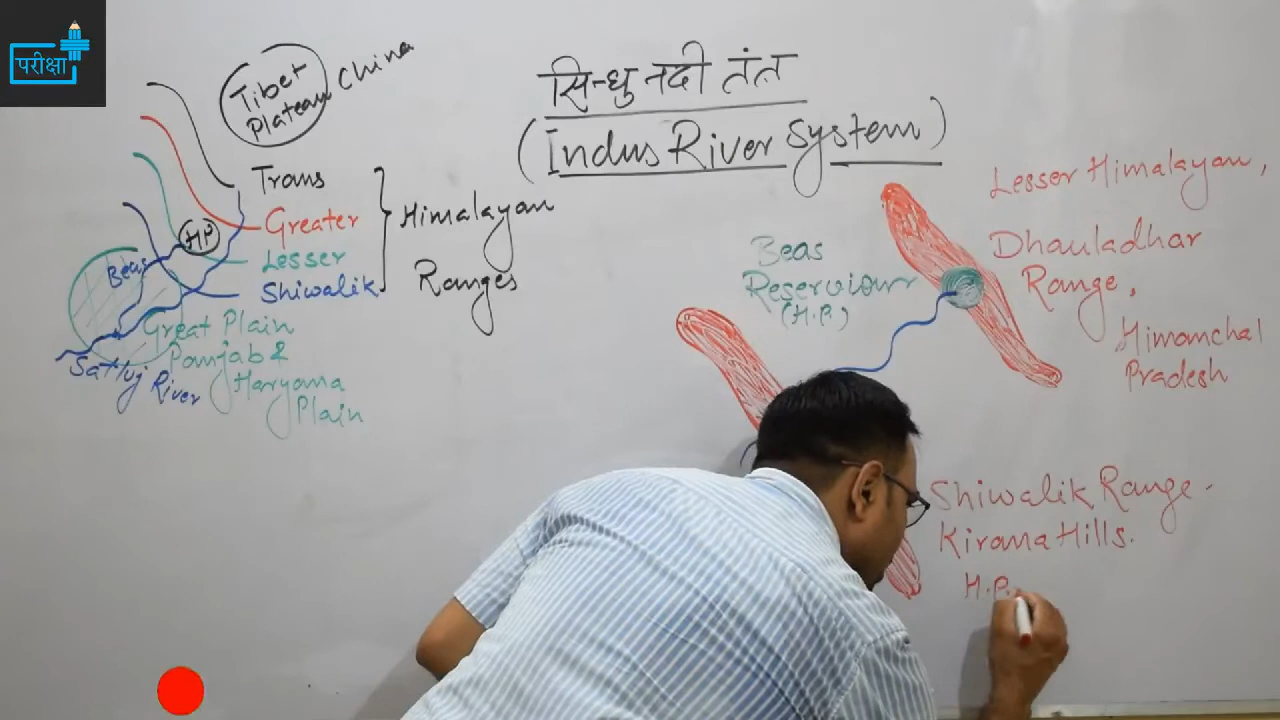 परीक्षा
Tibet
Plateau
China
सिन्धु नदी तंत्र
(Indus River System)
Trans
Greater
Lesser
Shiwalik
Himalayan
Ranges
HP
Beas
Great Plain
Punjab &
Haryana
Plain
Satluj River
Beas
Reserviour
(H.P.)
Lesser Himalayan,
Dhauladhar
Range,
Himanchal
Pradesh
Shiwalik Range.
Kirana Hills.
H.P.